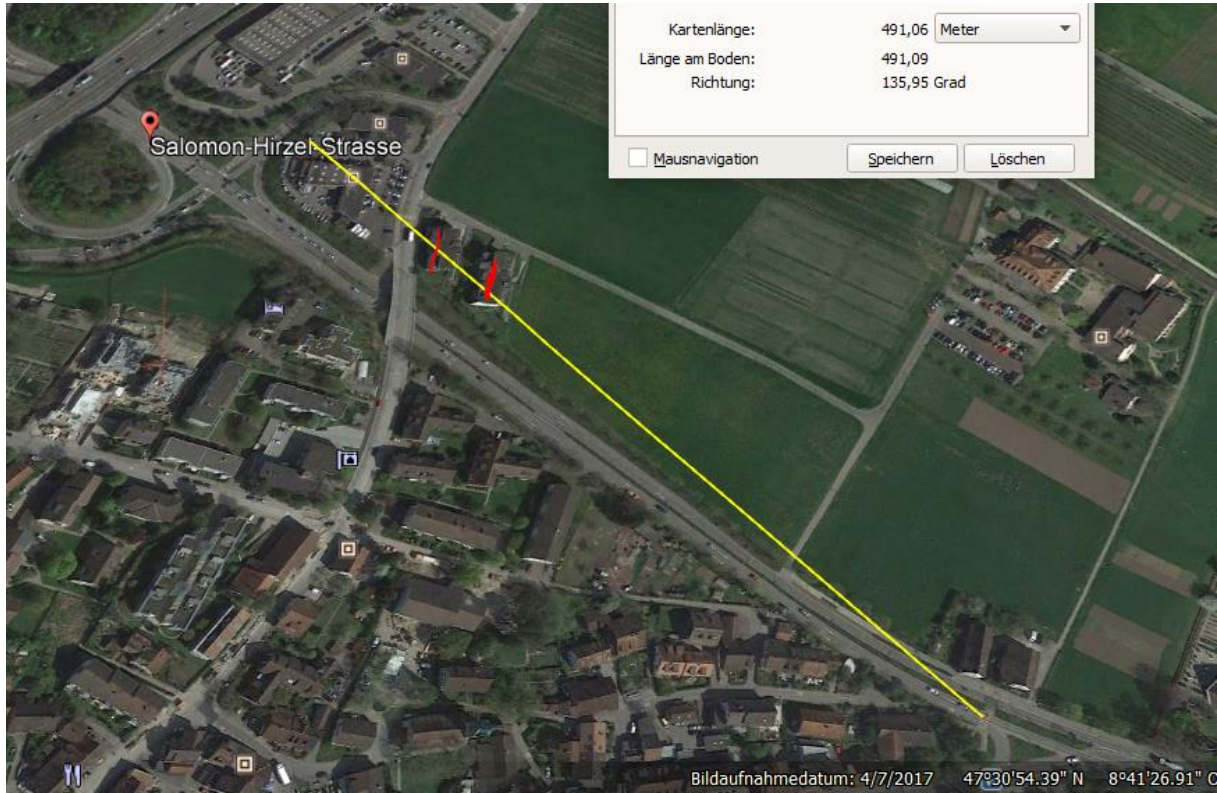 Kartenlänge: 491,06 Meter
Länge am Boden: 491,09
Richtung: 135,95 Grad
Mausnavigation Speichern Löschen
Salomon-Hirzel-Strasse
Bildaufnahmedatum: 4/7/2017 47°30'54.39" N 8°41'26.91" O